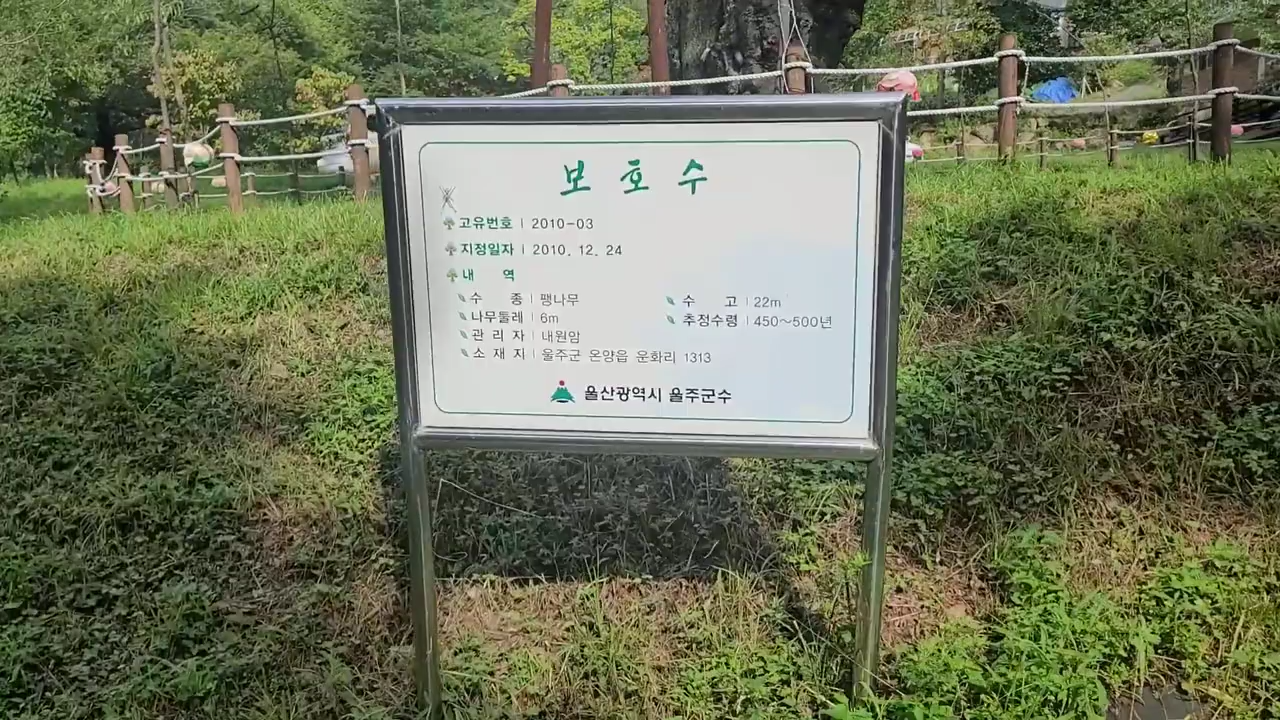 보호수
고유번호 | 2010-03
지정일자 | 2010. 12. 24
내 역
수 종 | 팽나무 수 고 | 22m
나무둘레 | 6m 추정수령 | 450~500년
관 리 자 | 내원암
소 재 지 | 울주군 온양읍 운화리 1313
울산광역시 울주군수